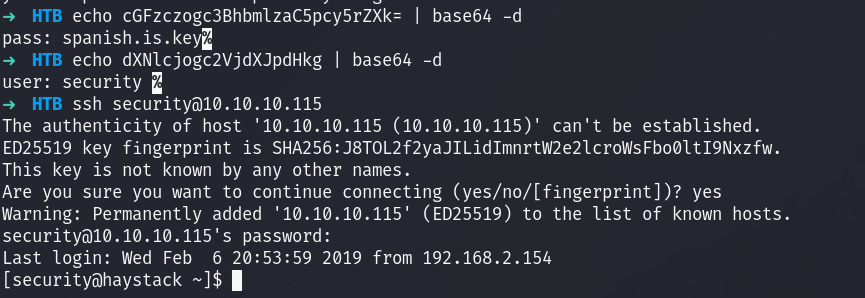 → HTB echo cGFzczogc3BhbmlzaC5pcy5rZXk= | base64 -d
pass: spanish.is.key%
→ HTB echo dXNlcjogc2VjdXJpdHkg | base64 -d
user: security %
→ HTB ssh security@10.10.10.115
The authenticity of host '10.10.10.115 (10.10.10.115)' can't be established.
ED25519 key fingerprint is SHA256:J8TOL2f2yaJILidImnrtW2e2lcroWsFbo0ltI9Nxzfw.
This key is not known by any other names.
Are you sure you want to continue connecting (yes/no/[fingerprint])? yes
Warning: Permanently added '10.10.10.115' (ED25519) to the list of known hosts.
security@10.10.10.115's password:
Last login: Wed Feb  6 20:53:59 2019 from 192.168.2.154
[security@haystack ~]$